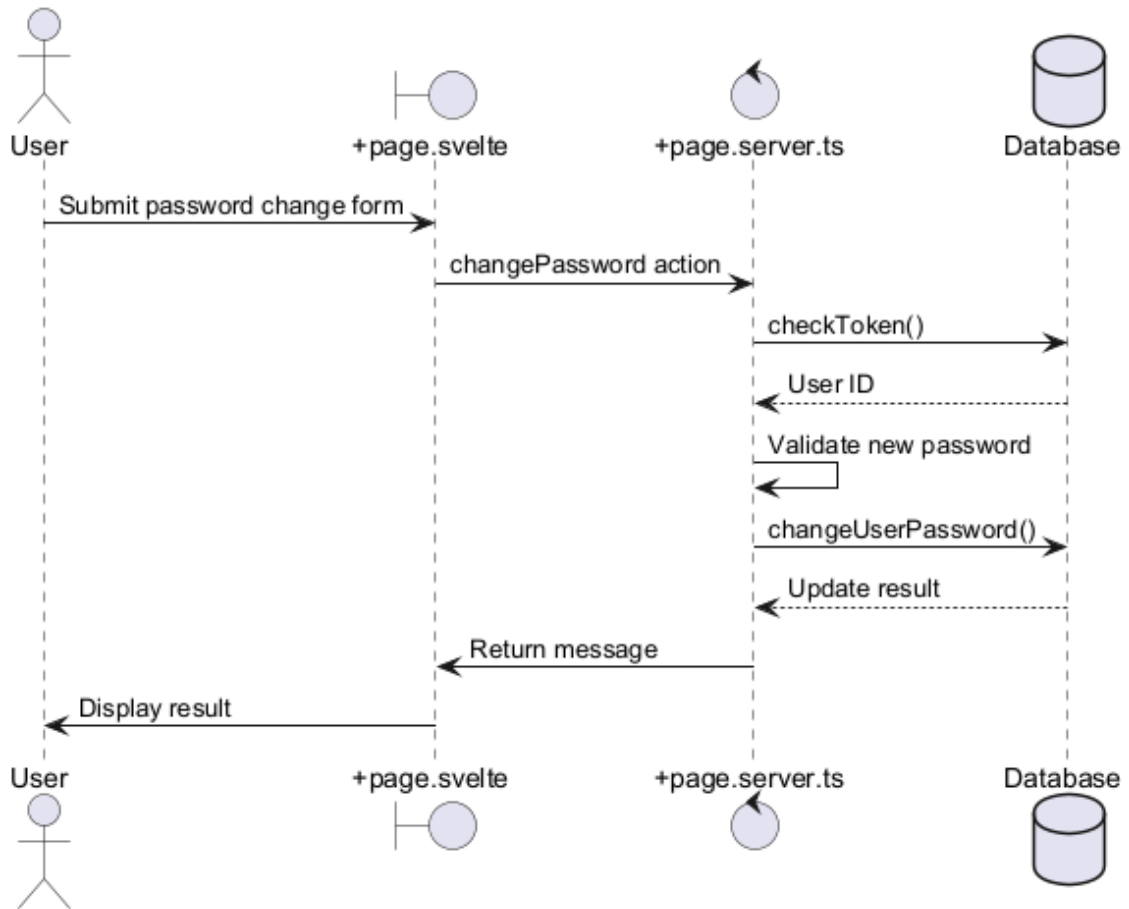 User
+page.svelte
+page.server.ts
Database
Submit password change form
changePassword action
checkToken()
User ID
Validate new password
changeUserPassword()
Update result
Return message
Display result
User
+page.svelte
+page.server.ts
Database